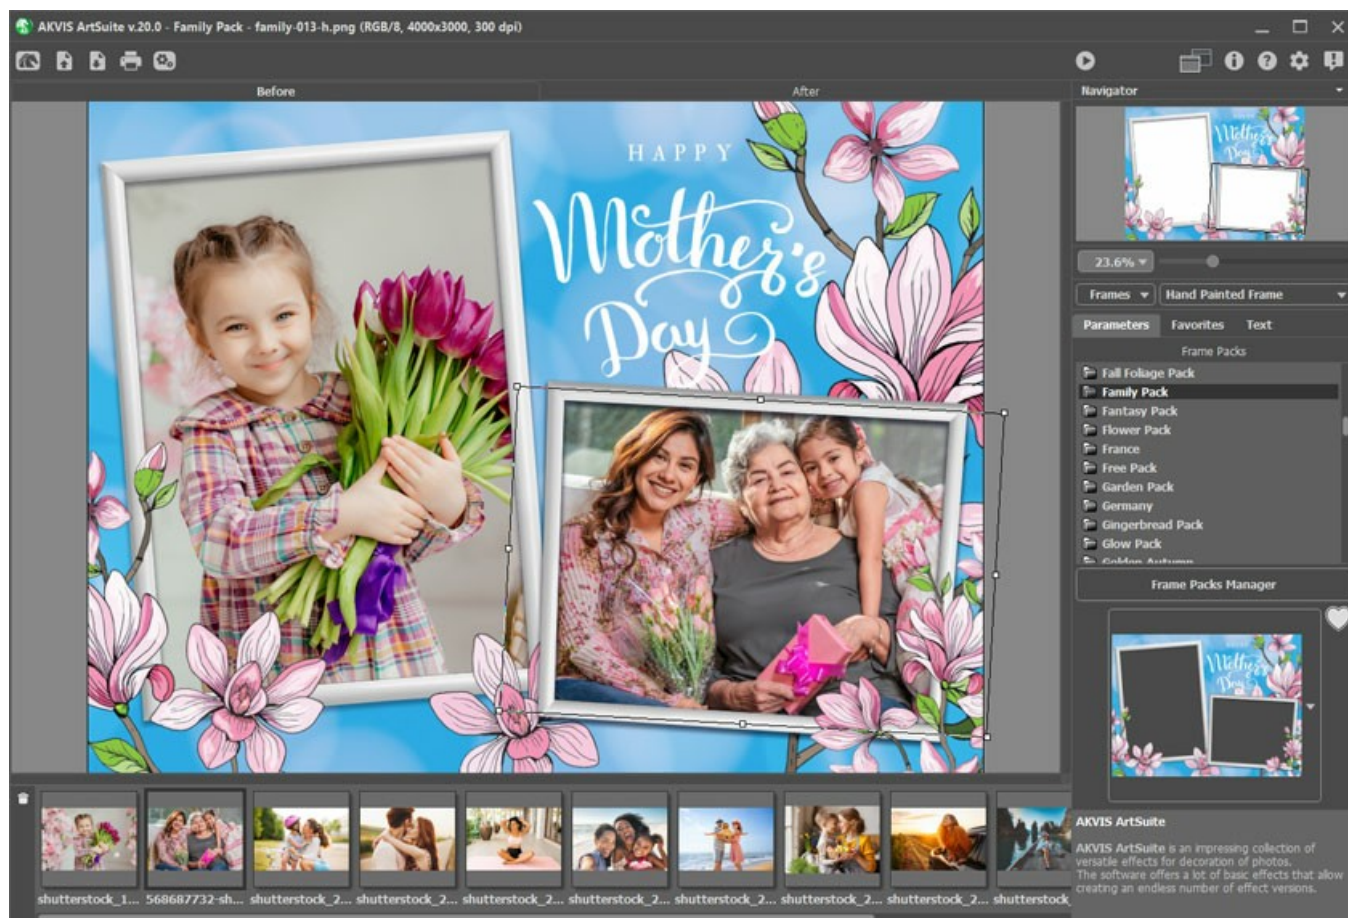 AKVIS ArtSuite v.20.0 - Family Pack - family-013-h.png (RGB/8, 4000x3000, 300 dpi)
Before
After
Navigator
HAPPY
Mother's
Day
Mother's
Day
23.6%
Frames
Hand Painted Frame
Parameters
Favorites
Text
Frame Packs
Fall Foliage Pack
Family Pack
Fantasy Pack
Flower Pack
France
Free Pack
Garden Pack
Germany
Gingerbread Pack
Glow Pack
Golden Autumn
Frame Packs Manager
Mother's
Day
AKVIS ArtSuite
AKVIS ArtSuite is an impressing collection of
versatile effects for decoration of photos.
The software offers a lot of basic effects that allow
creating an endless number of effect versions.
shutterstock_1...
568687732-sh...
shutterstock_2...
shutterstock_2...
shutterstock_2...
shutterstock_2...
shutterstock_2...
shutterstock_2...
shutterstock_2...
shutterstock